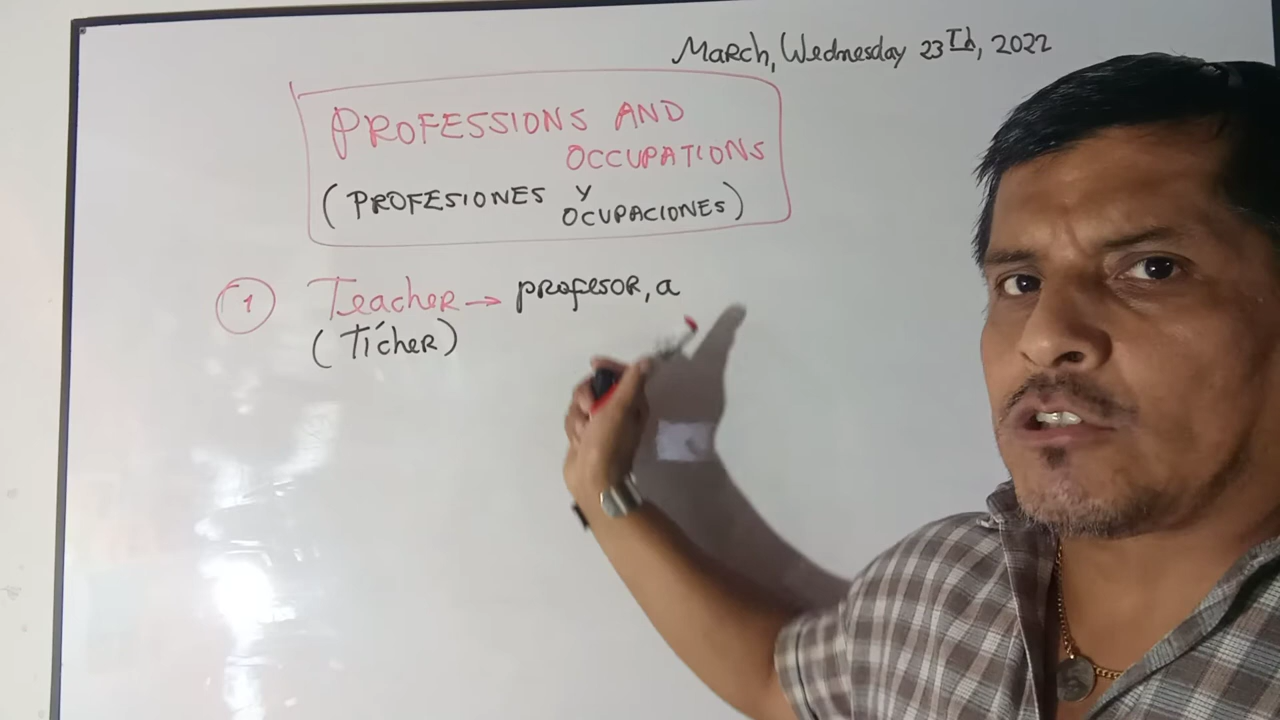 March, Wednesday 23Th, 2022
PROFESSIONS AND
OCCUPATIONS
(PROFESIONES Y
OCUPACIONES)
1 Teacher → profesor, a
(Tícher)